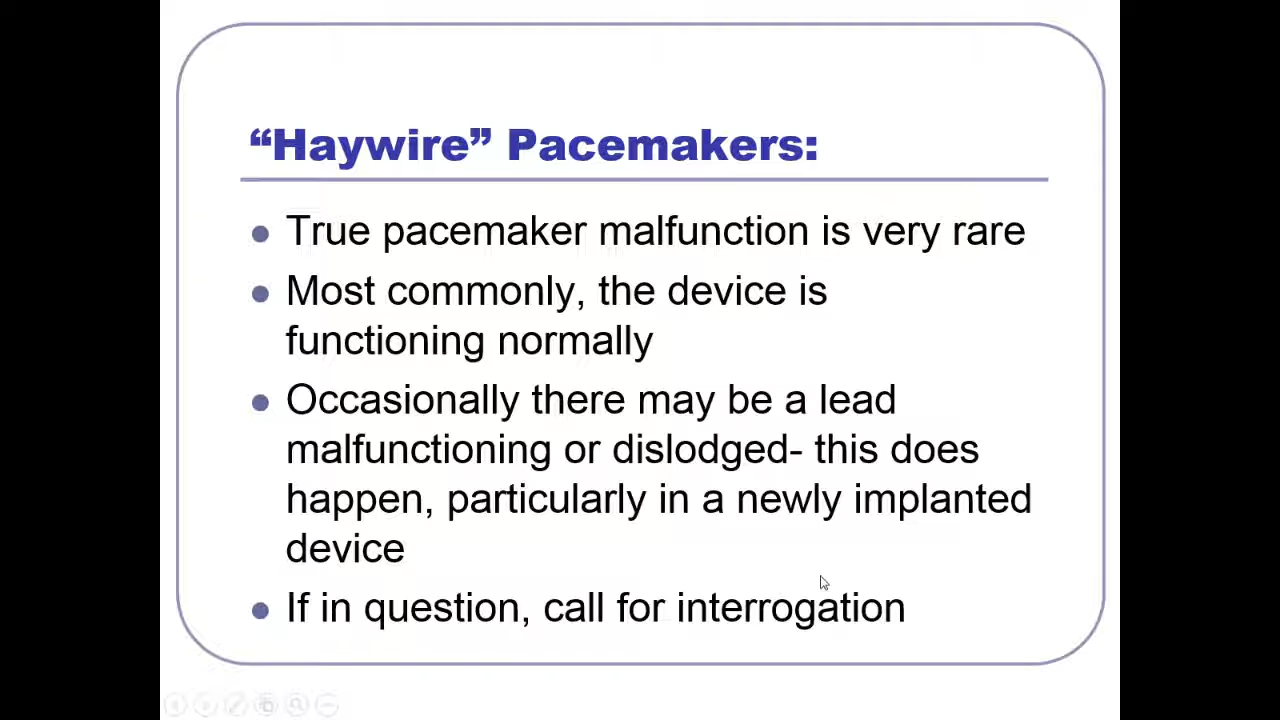 “Haywire” Pacemakers:
True pacemaker malfunction is very rare
Most commonly, the device is
functioning normally
Occasionally there may be a lead
malfunctioning or dislodged- this does
happen, particularly in a newly implanted
device
If in question, call for interrogation